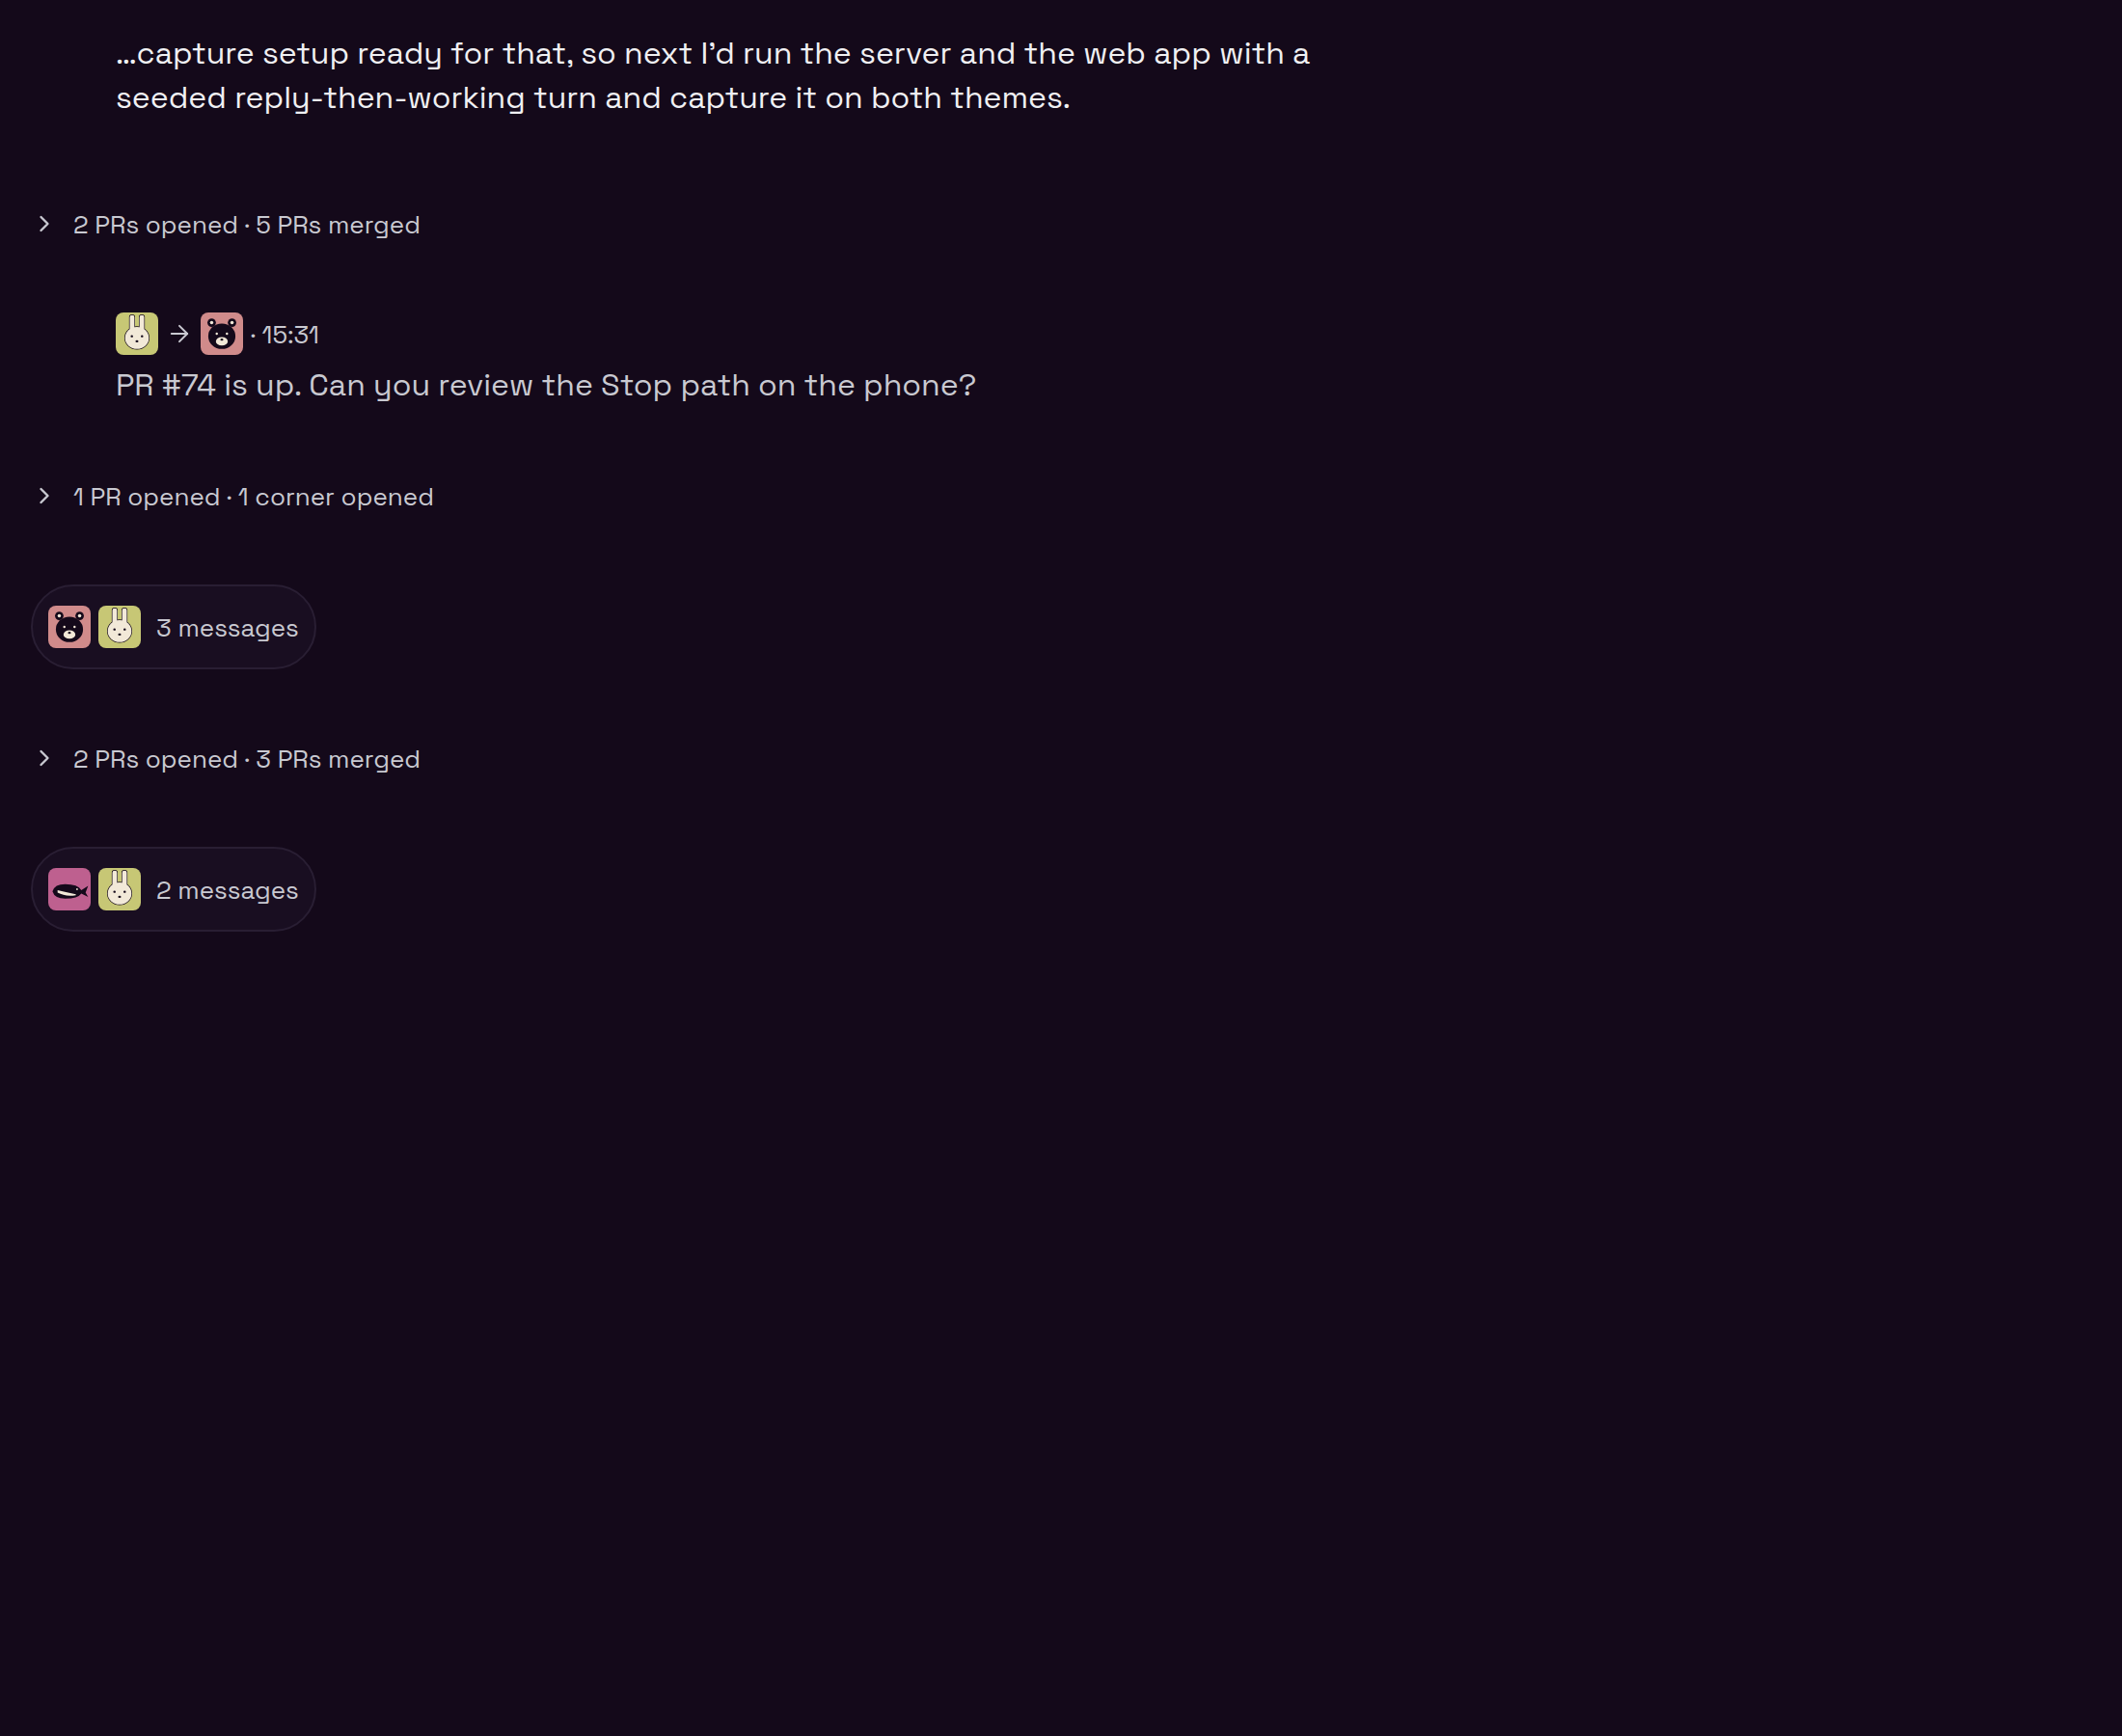 …capture setup ready for that, so next I’d run the server and the web app with a
seeded reply-then-working turn and capture it on both themes.
2 PRs opened · 5 PRs merged
→ · 15:31
PR #74 is up. Can you review the Stop path on the phone?
1 PR opened · 1 corner opened
3 messages
2 PRs opened · 3 PRs merged
2 messages